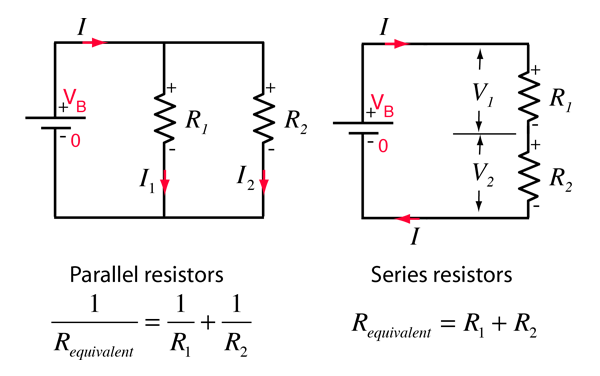 I
V_B
+
-
0
+
R_1
-
I_1
+
R_2
-
I_2
Parallel resistors
1/R_equivalent = 1/R_1 + 1/R_2
I
V_B
+
-
0
V_1
+
R_1
-
V_2
+
R_2
-
I
Series resistors
R_equivalent = R_1 + R_2